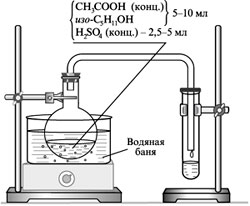 CH₃COOH (конц.)
изо-C₅H₁₁OH
} 5–10 мл
H₂SO₄ (конц.) – 2,5–5 мл
Водяная
баня